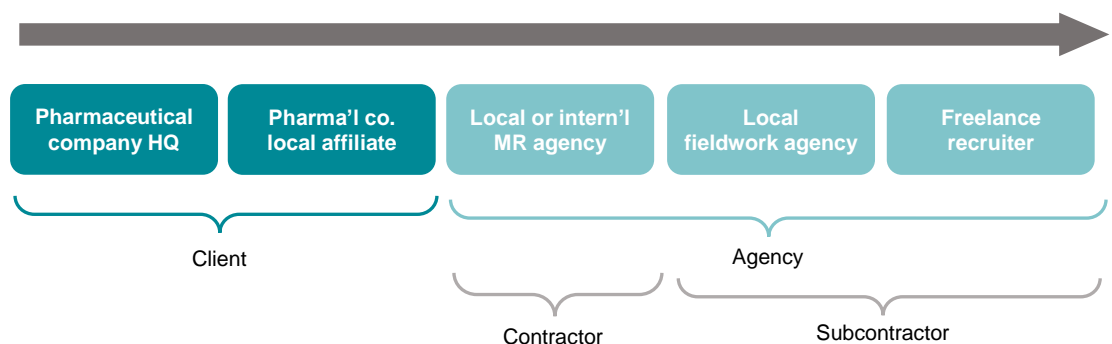 Pharmaceutical
company HQ
Pharma'l co.
local affiliate
Local or intern'l
MR agency
Local
fieldwork agency
Freelance
recruiter
Client
Agency
Contractor
Subcontractor